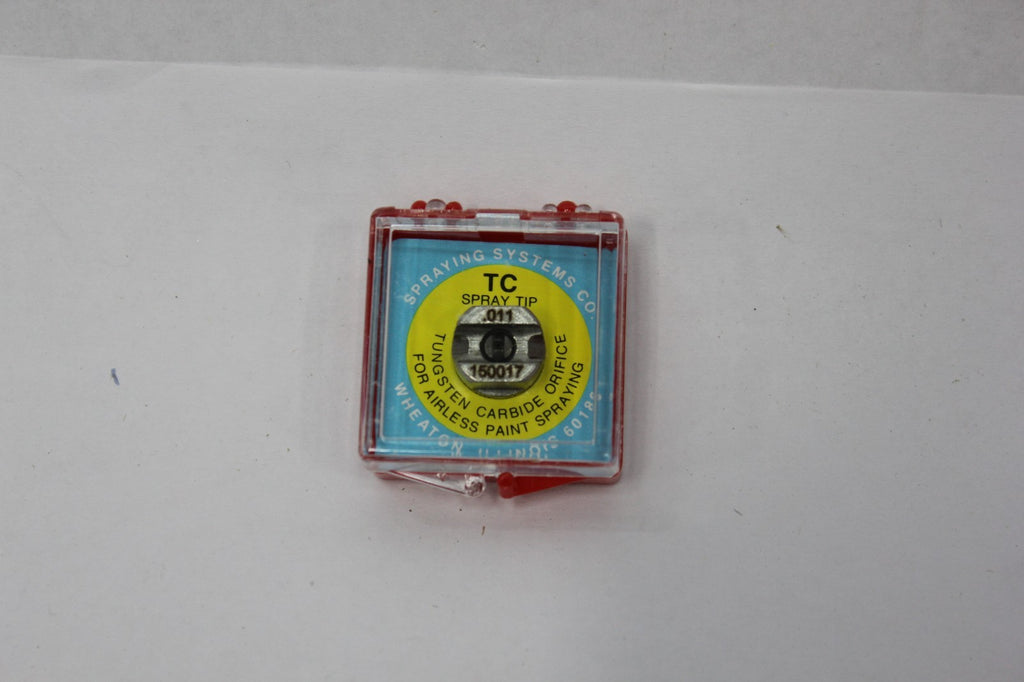 SPRAYING SYSTEMS CO.
TC
SPRAY TIP
.011
150017
TUNGSTEN CARBIDE ORIFICE
FOR AIRLESS PAINT SPRAYING
WHEATON, ILLINOIS